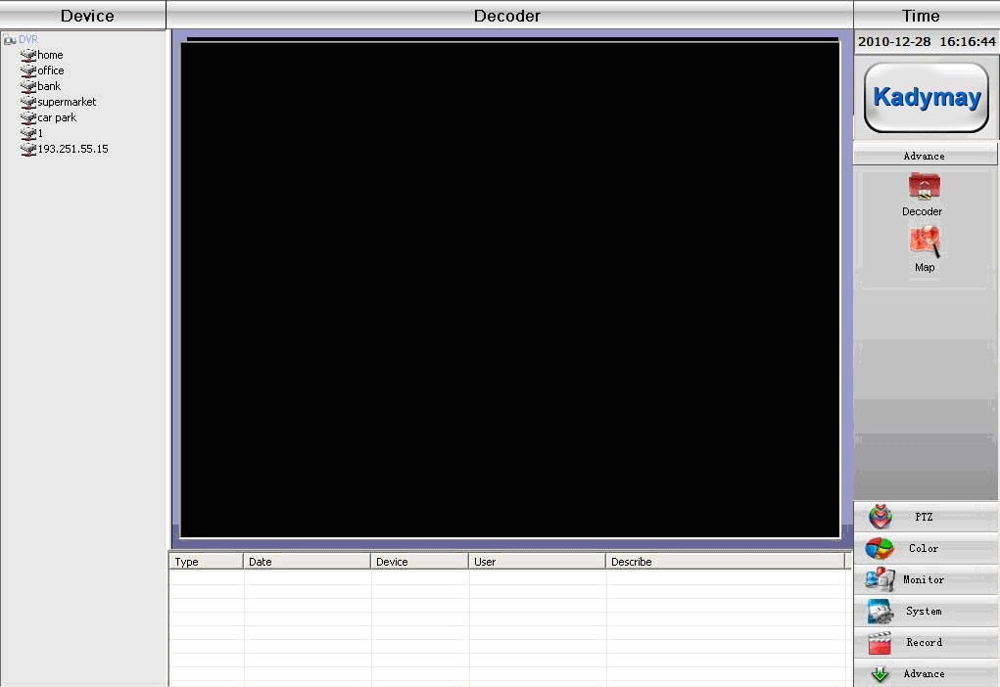 Device
Decoder
Time
DVR
home
office
bank
supermarket
car park
1
193.251.55.15
2010-12-28 16:16:44
Kadymay
Advance
Decoder
Map
PTZ
Color
Monitor
System
Record
Advance
Type Date Device User Describe